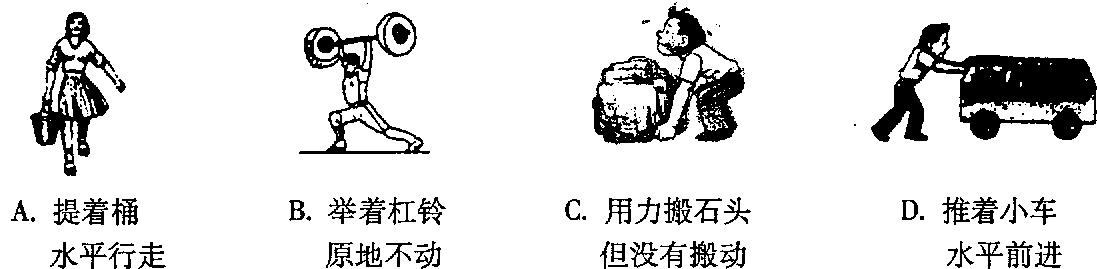 A. 提着桶
水平行走
B. 举着杠铃
原地不动
C. 用力搬石头
但没有搬动
D. 推着小车
水平前进